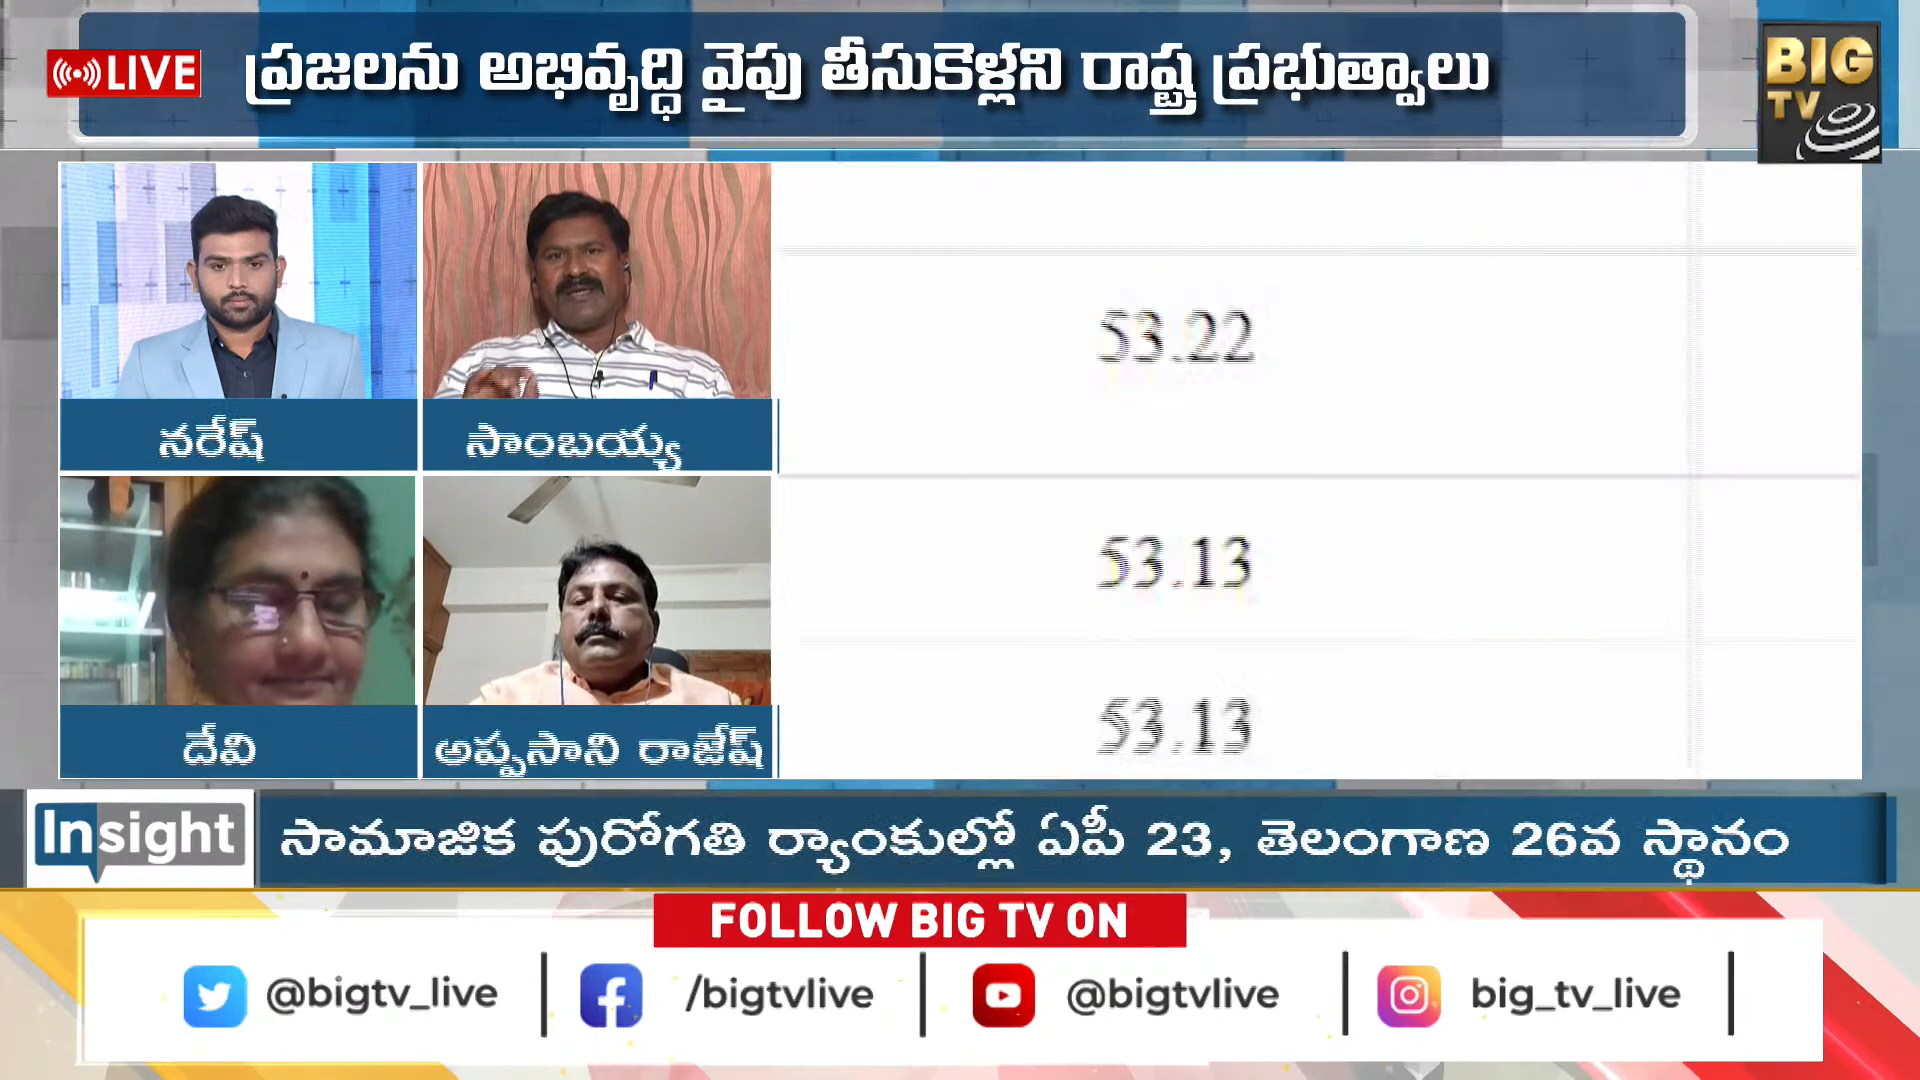 LIVE
ప్రజలను అభివృద్ధి వైపు తీసుకెళ్లని రాష్ట్ర ప్రభుత్వాలు
BIG
TV
నరేష్
సాంబయ్య
53.22
53.13
దేవి
అప్పసాని రాజేష్
53.13
Insight
సామాజిక పురోగతి ర్యాంకుల్లో ఏపీ 23, తెలంగాణ 26వ స్థానం
FOLLOW BIG TV ON
@bigtv_live
/bigtvlive
@bigtvlive
big_tv_live